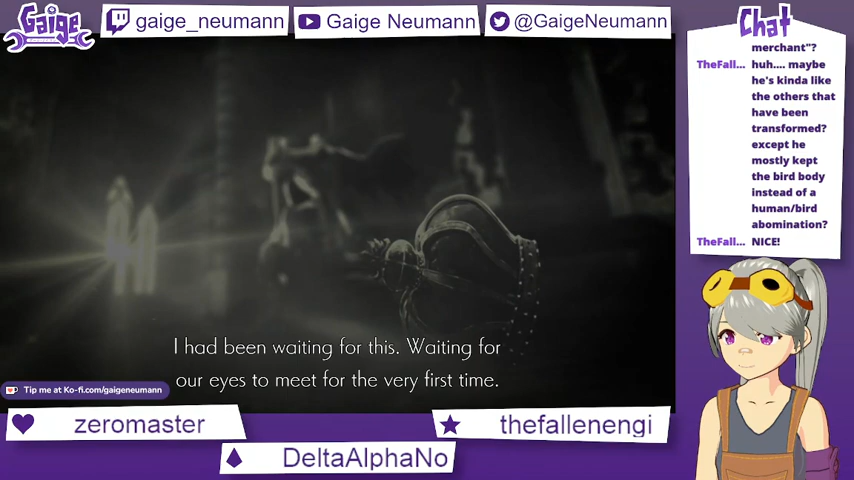 Gaige
gaige_neumann
Gaige Neumann
@GaigeNeumann
Chat
merchant"?
TheFall... huh.... maybe
he's kinda like
the others that
have been
transformed?
except he
mostly kept
the bird body
instead of a
human/bird
abomination?
TheFall... NICE!
I had been waiting for this. Waiting for
our eyes to meet for the very first time.
Tip me at Ko-fi.com/gaigeneumann
zeromaster
thefallenengi
DeltaAlphaNo